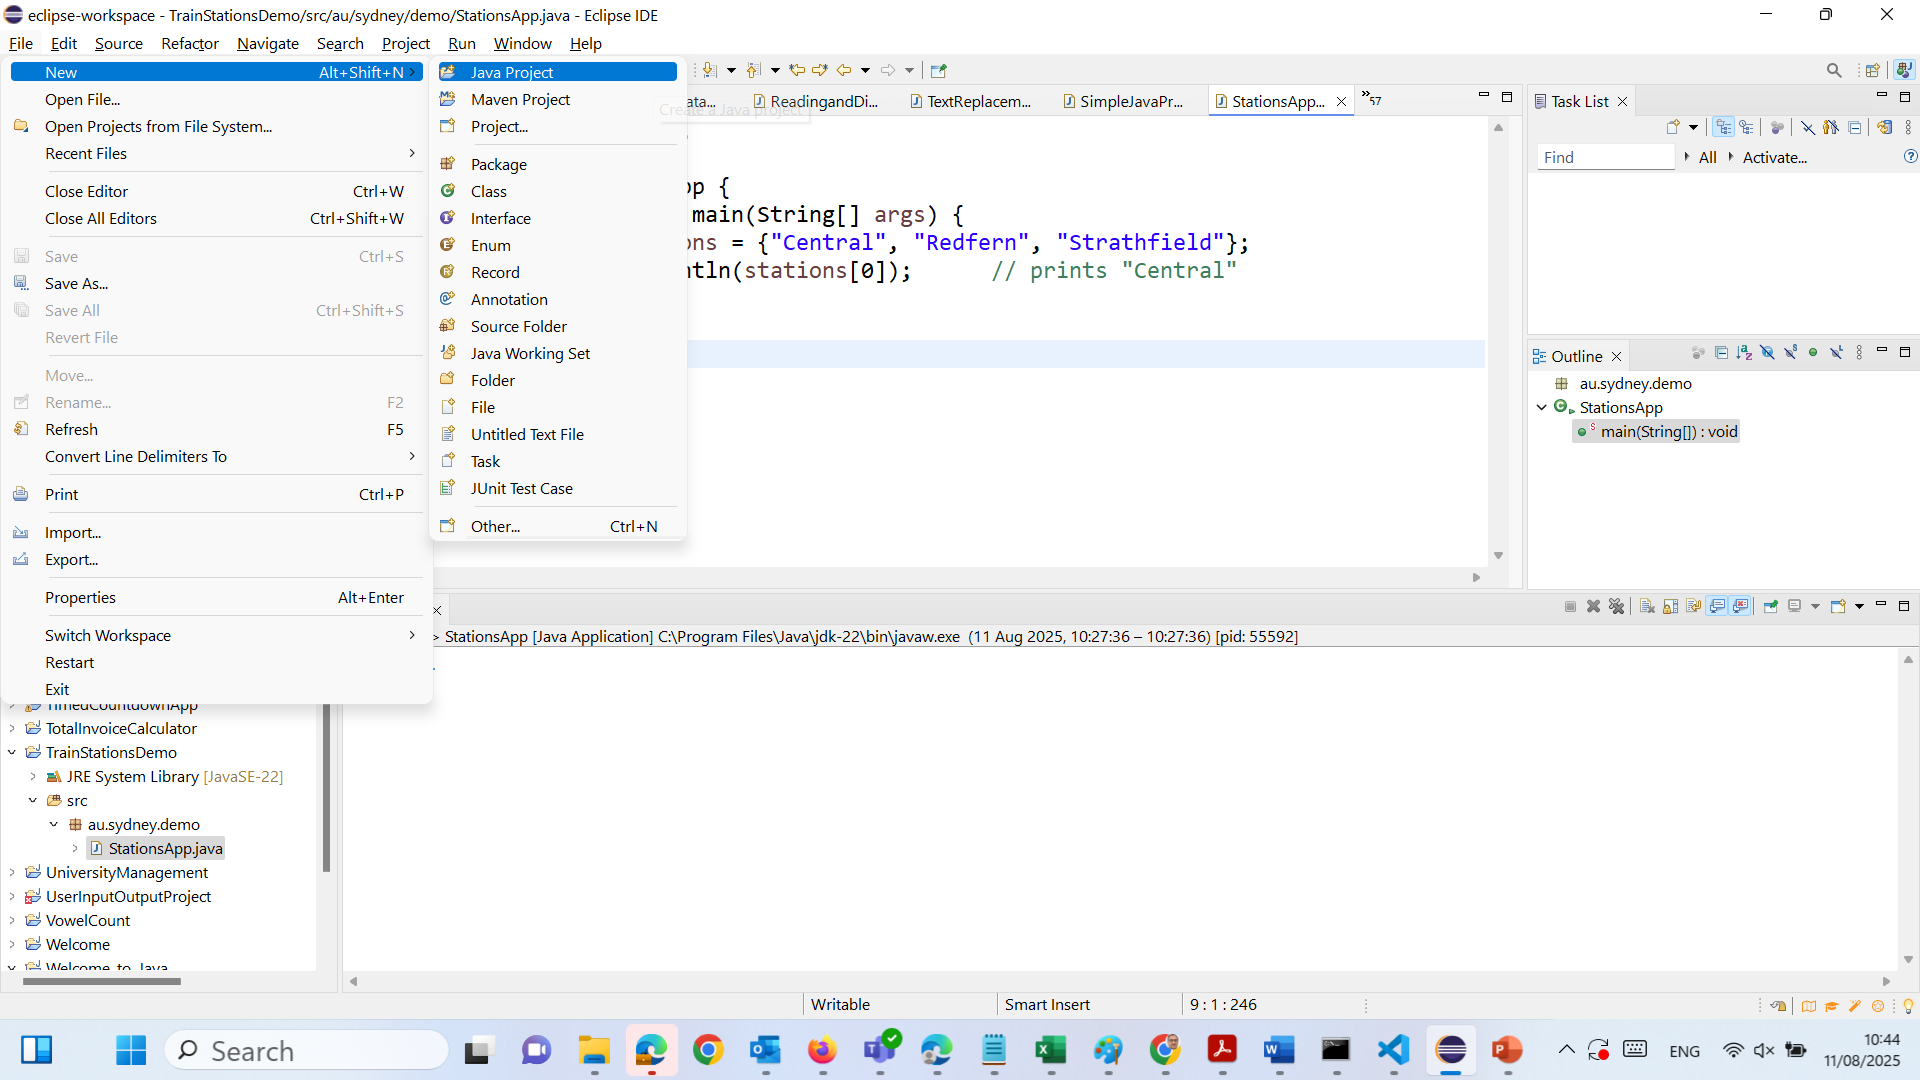 eclipse-workspace - TrainStationsDemo/src/au/sydney/demo/StationsApp.java - Eclipse IDE
File Edit Source Refactor Navigate Search Project Run Window Help
New Alt+Shift+N
Open File...
Open Projects from File System...
Recent Files
Close Editor Ctrl+W
Close All Editors Ctrl+Shift+W
Save Ctrl+S
Save As...
Save All Ctrl+Shift+S
Revert File
Move...
Rename... F2
Refresh F5
Convert Line Delimiters To
Print Ctrl+P
Import...
Export...
Properties Alt+Enter
Switch Workspace
Restart
Exit
Java Project
Maven Project
Project...
Package
Class
Interface
Enum
Record
Annotation
Source Folder
Java Working Set
Folder
File
Untitled Text File
Task
JUnit Test Case
Other... Ctrl+N
Create a Java project
ata... ReadingandDi... TextReplacem... SimpleJavaPr... StationsApp... 57
pp {
main(String[] args) {
ons = {"Central", "Redfern", "Strathfield"};
ntln(stations[0]); // prints "Central"
Task List
Find All Activate...
Outline
au.sydney.demo
StationsApp
main(String[]) : void
> StationsApp [Java Application] C:\Program Files\Java\jdk-22\bin\javaw.exe (11 Aug 2025, 10:27:36 – 10:27:36) [pid: 55592]
TimedCountdownApp
TotalInvoiceCalculator
TrainStationsDemo
JRE System Library [JavaSE-22]
src
au.sydney.demo
StationsApp.java
UniversityManagement
UserInputOutputProject
VowelCount
Welcome
Welcome_to_Java
Writable Smart Insert 9 : 1 : 246
Search
ENG
10:44
11/08/2025